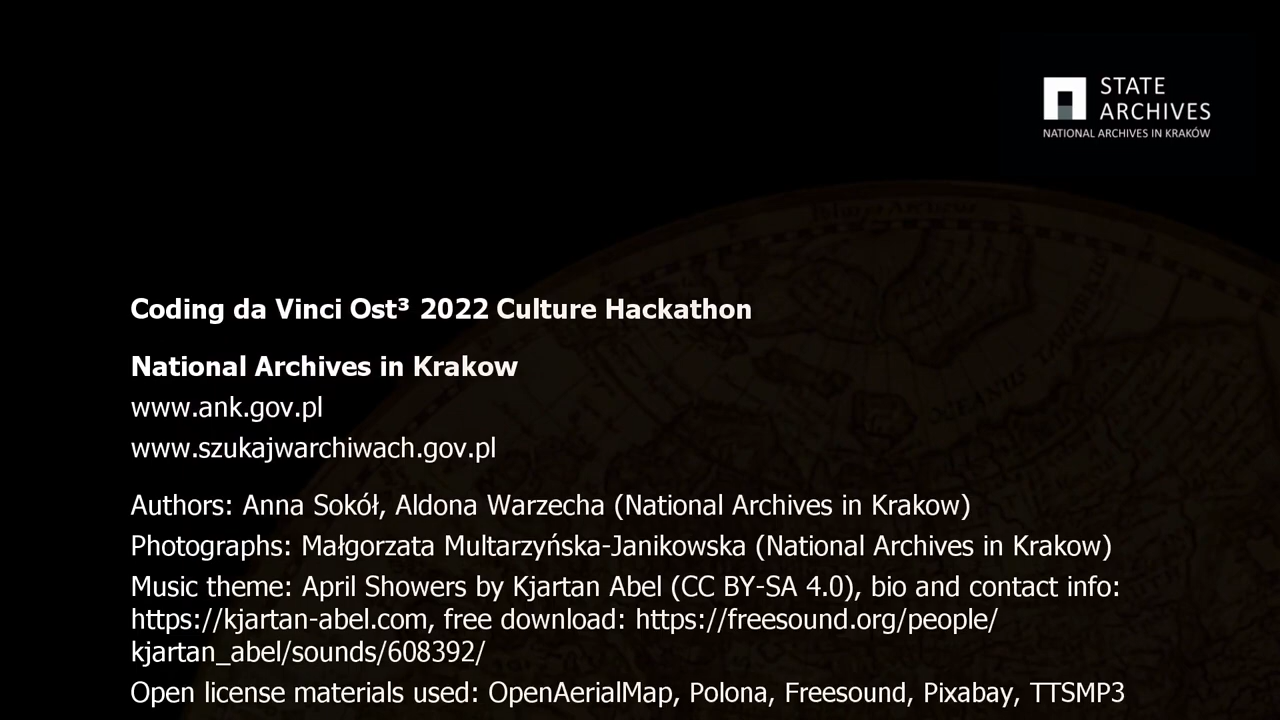 STATE
ARCHIVES
NATIONAL ARCHIVES IN KRAKÓW
Coding da Vinci Ost³ 2022 Culture Hackathon
National Archives in Krakow
www.ank.gov.pl
www.szukajwarchiwach.gov.pl
Authors: Anna Sokół, Aldona Warzecha (National Archives in Krakow)
Photographs: Małgorzata Multarzyńska-Janikowska (National Archives in Krakow)
Music theme: April Showers by Kjartan Abel (CC BY-SA 4.0), bio and contact info:
https://kjartan-abel.com, free download: https://freesound.org/people/
kjartan_abel/sounds/608392/
Open license materials used: OpenAerialMap, Polona, Freesound, Pixabay, TTSMP3